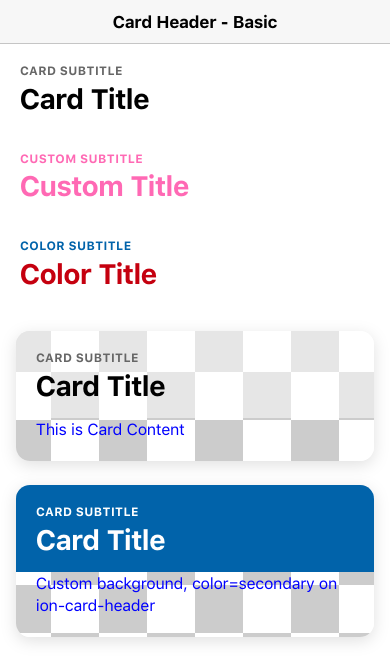 Card Header - Basic
CARD SUBTITLE
Card Title
CUSTOM SUBTITLE
Custom Title
COLOR SUBTITLE
Color Title
CARD SUBTITLE
Card Title
This is Card Content
CARD SUBTITLE
Card Title
Custom background, color=secondary on
ion-card-header